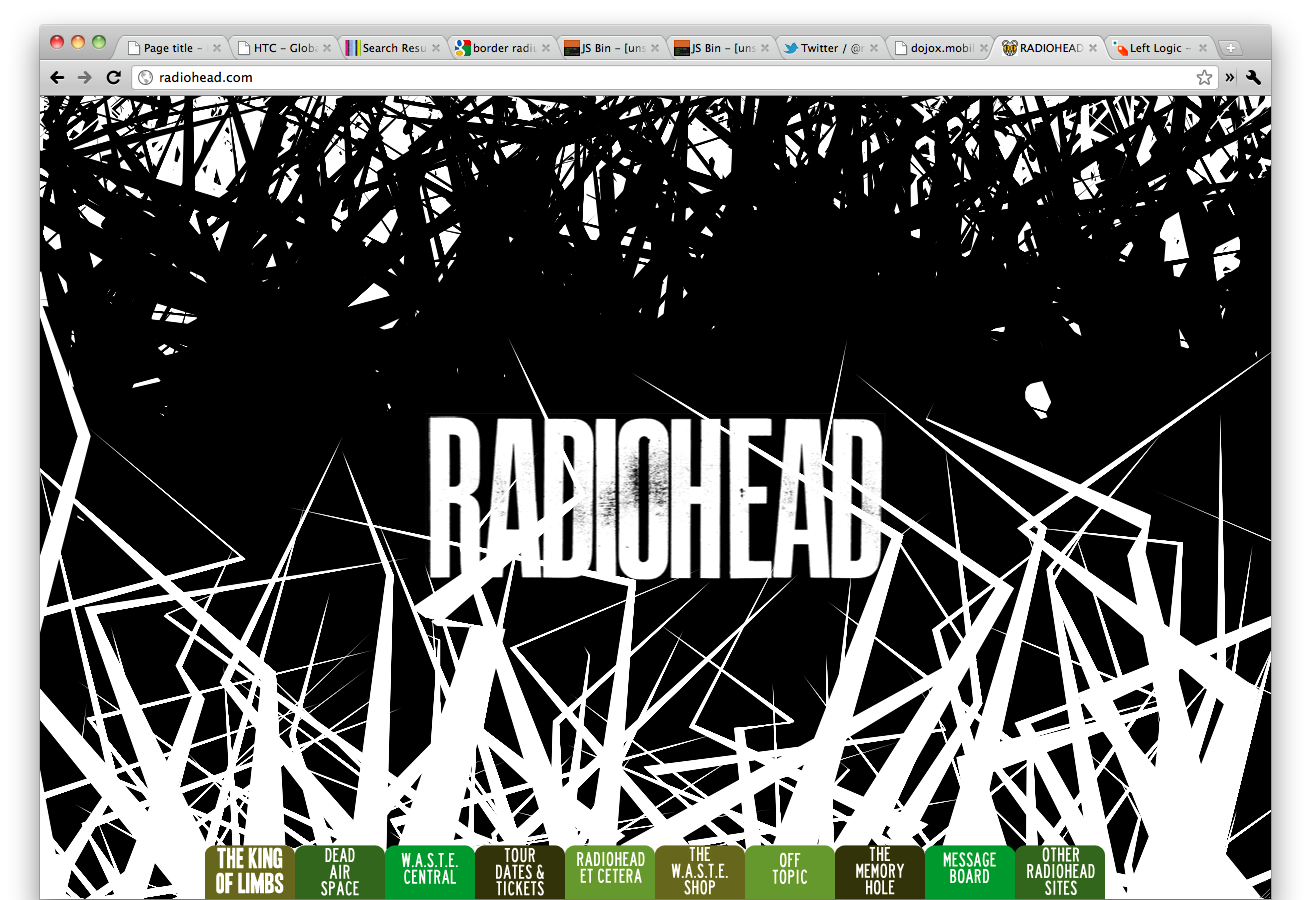 Page title –
HTC – Globa
Search Resu
border radiu
JS Bin – [uns
JS Bin – [uns
Twitter / @r
dojox.mobil
RADIOHEAD
Left Logic –
radiohead.com
RADIOHEAD
THE KING
OF LIMBS
DEAD
AIR
SPACE
W.A.S.T.E.
CENTRAL
TOUR
DATES &
TICKETS
RADIOHEAD
ET CETERA
THE
W.A.S.T.E.
SHOP
OFF
TOPIC
THE
MEMORY
HOLE
MESSAGE
BOARD
OTHER
RADIOHEAD
SITES